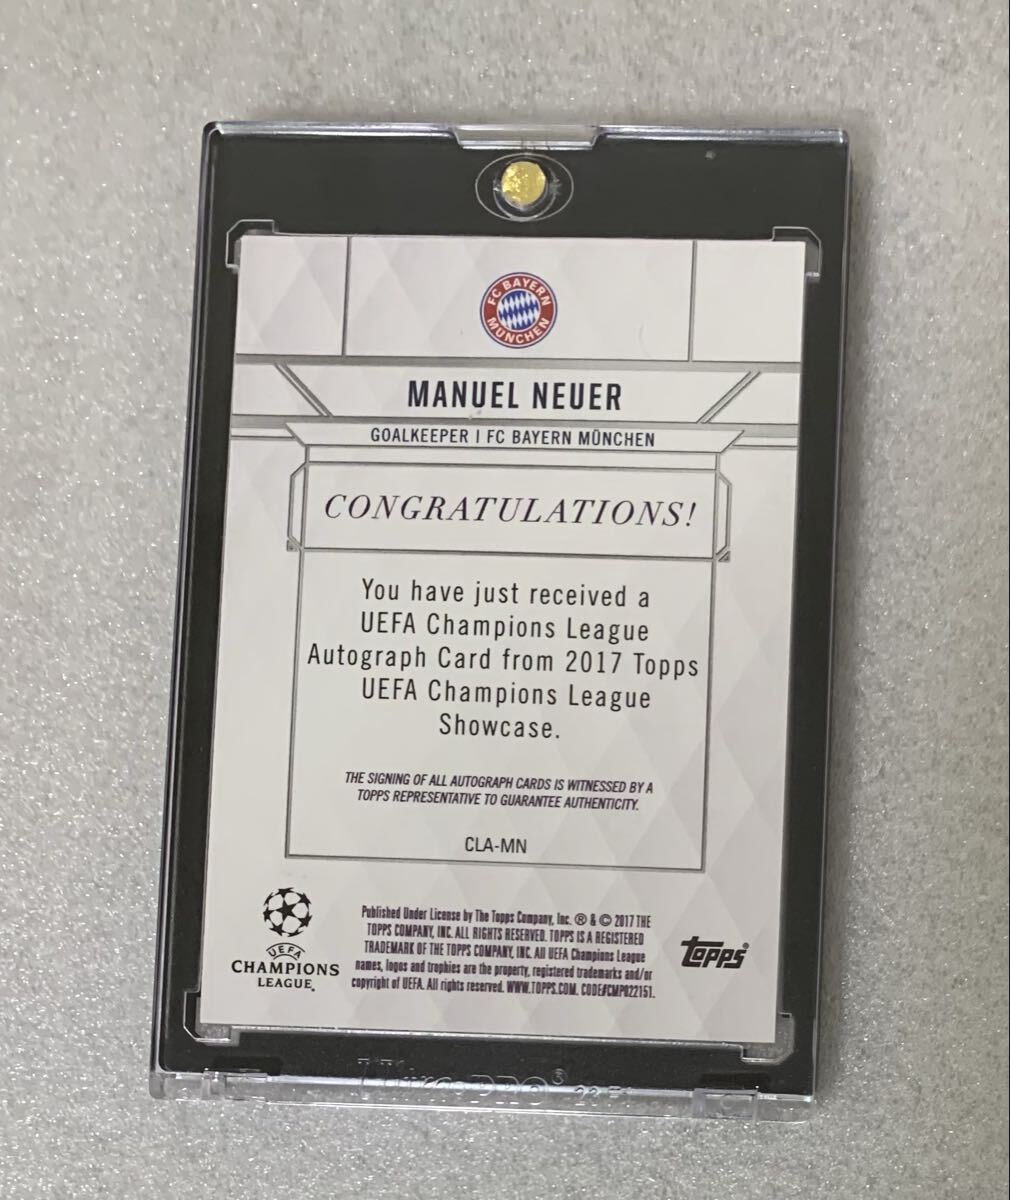 FC BAYERN
MÜNCHEN
MANUEL NEUER
GOALKEEPER | FC BAYERN MÜNCHEN
CONGRATULATIONS!
You have just received a
UEFA Champions League
Autograph Card from 2017 Topps
UEFA Champions League
Showcase.
THE SIGNING OF ALL AUTOGRAPH CARDS IS WITNESSED BY A
TOPPS REPRESENTATIVE TO GUARANTEE AUTHENTICITY.
CLA-MN
UEFA
CHAMPIONS
LEAGUE.
Published Under License by The Topps Company, Inc. ® & © 2017 THE
TOPPS COMPANY, INC. ALL RIGHTS RESERVED. TOPPS IS A REGISTERED
TRADEMARK OF THE TOPPS COMPANY, INC. All UEFA Champions League
names, logos and trophies are the property, registered trademarks and/or
copyright of UEFA. All rights reserved. WWW.TOPPS.COM. CODE#CMP022151.
topps